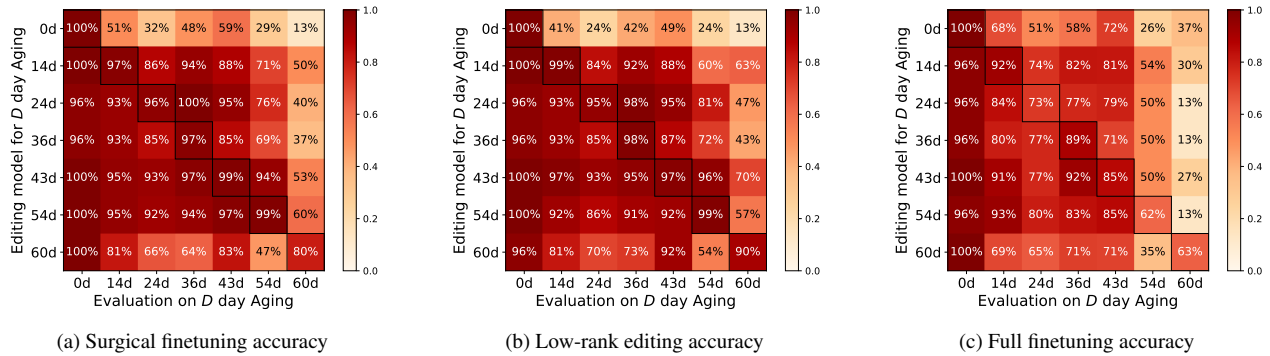 Editing model for D day Aging
0d 100% 51% 32% 48% 59% 29% 13%
14d 100% 97% 86% 94% 88% 71% 50%
24d 96% 93% 96% 100% 95% 76% 40%
36d 96% 93% 85% 97% 85% 69% 37%
43d 100% 95% 93% 97% 99% 94% 53%
54d 100% 95% 92% 94% 97% 99% 60%
60d 100% 81% 66% 64% 83% 47% 80%
0d 14d 24d 36d 43d 54d 60d
Evaluation on D day Aging
1.0
0.8
0.6
0.4
0.2
0.0
(a) Surgical finetuning accuracy
Editing model for D day Aging
0d 100% 41% 24% 42% 49% 24% 13%
14d 100% 99% 84% 92% 88% 60% 63%
24d 96% 93% 95% 98% 95% 81% 47%
36d 96% 93% 85% 98% 87% 72% 43%
43d 100% 97% 93% 95% 97% 96% 70%
54d 100% 92% 86% 91% 92% 99% 57%
60d 96% 81% 70% 73% 92% 54% 90%
0d 14d 24d 36d 43d 54d 60d
Evaluation on D day Aging
1.0
0.8
0.6
0.4
0.2
0.0
(b) Low-rank editing accuracy
Editing model for D day Aging
0d 100% 68% 51% 58% 72% 26% 37%
14d 96% 92% 74% 82% 81% 54% 30%
24d 96% 84% 73% 77% 79% 50% 13%
36d 96% 80% 77% 89% 71% 50% 13%
43d 100% 91% 77% 92% 85% 50% 27%
54d 96% 93% 80% 83% 85% 62% 13%
60d 100% 69% 65% 71% 71% 35% 63%
0d 14d 24d 36d 43d 54d 60d
Evaluation on D day Aging
1.0
0.8
0.6
0.4
0.2
0.0
(c) Full finetuning accuracy